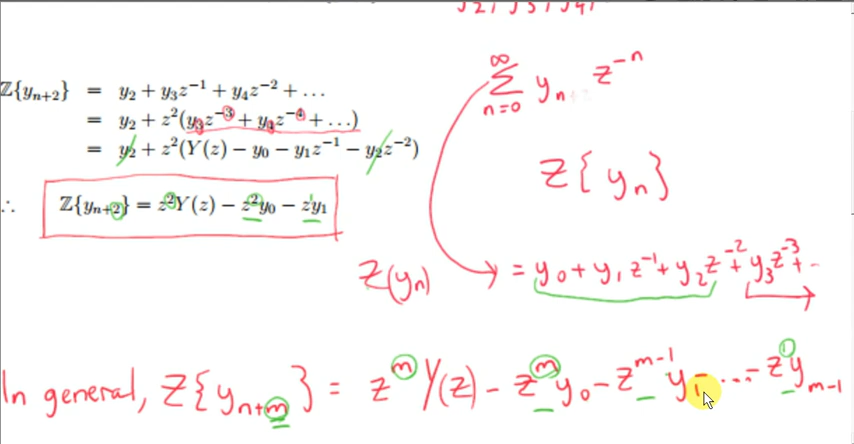 Z{y_{n+2}} = y_2 + y_3z^{-1} + y_4z^{-2} + ...
= y_2 + z^2(y_3z^{-3} + y_4z^{-4} + ...)
= y_2 + z^2(Y(z) − y_0 − y_1z^{-1} − y_2z^{-2})
∴ Z{y_{n+2}} = z^2Y(z) − z^2y_0 − zy_1
∞
∑ y_n z^{-n}
n=0
Z{y_n}
Z(y_n) = y_0 + y_1z^{-1} + y_2z^{-2} + y_3z^{-3} + ..
In general, Z{y_{n+m}} = z^m Y(z) − z^m y_0 − z^{m-1} y_1 − ... − z^1 y_{m-1}